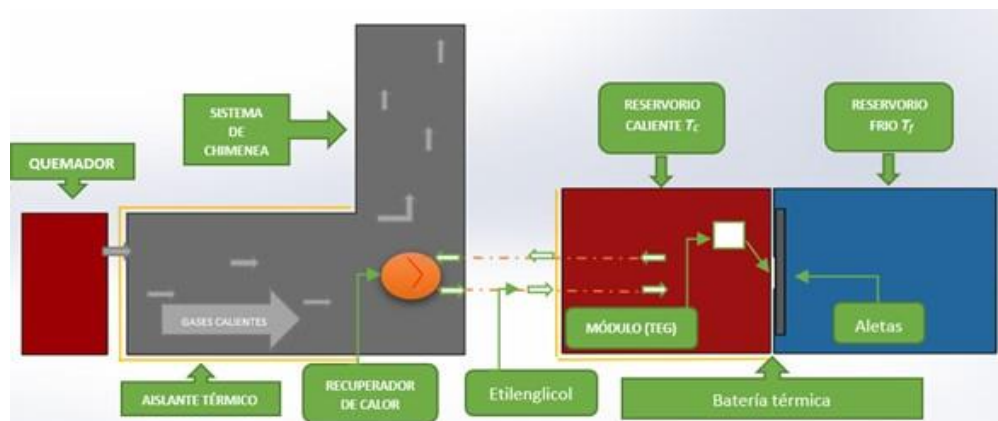 SISTEMA
DE
CHIMENEA
RESERVORIO
CALIENTE Tc
RESERVORIO
FRIO Tf
QUEMADOR
GASES CALIENTES
MÓDULO (TEG)
Aletas
AISLANTE TÉRMICO
RECUPERADOR
DE CALOR
Etilenglicol
Batería térmica